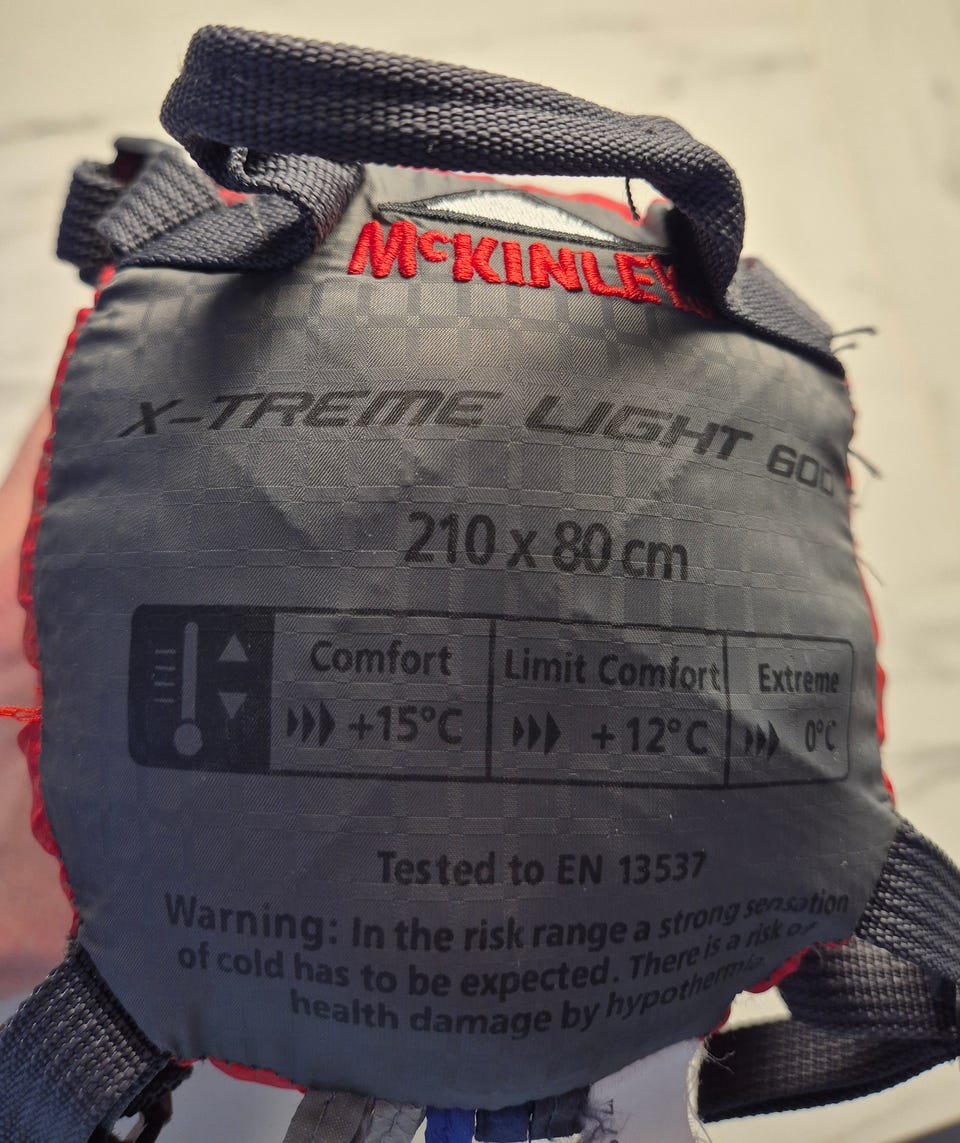 McKINLEY
X-TREME LIGHT 600
210 x 80 cm
Comfort
+15°C
Limit Comfort
+12°C
Extreme
0°C
Tested to EN 13537
Warning: In the risk range a strong sensation
of cold has to be expected. There is a risk of
health damage by hypothermia.